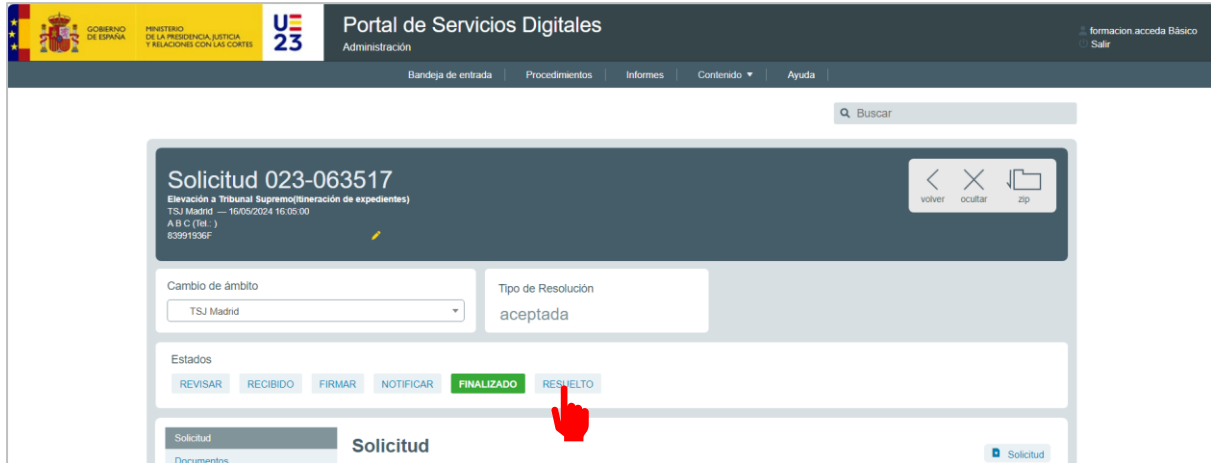 GOBIERNO
DE ESPAÑA
MINISTERIO
DE LA PRESIDENCIA, JUSTICIA
Y RELACIONES CON LAS CORTES
UE
23
Portal de Servicios Digitales
Administración
formacion.acceda Básico
Salir
Bandeja de entrada
Procedimientos
Informes
Contenido
Ayuda
Buscar
Solicitud 023-063517
Elevación a Tribunal Supremo(Itineración de expedientes)
TSJ Madrid — 16/05/2024 16:05:00
A B C (Tel.: )
83991936F
volver
ocultar
zip
Cambio de ámbito
TSJ Madrid
Tipo de Resolución
aceptada
Estados
REVISAR
RECIBIDO
FIRMAR
NOTIFICAR
FINALIZADO
RESUELTO
Solicitud
Documentos
Solicitud
Solicitud